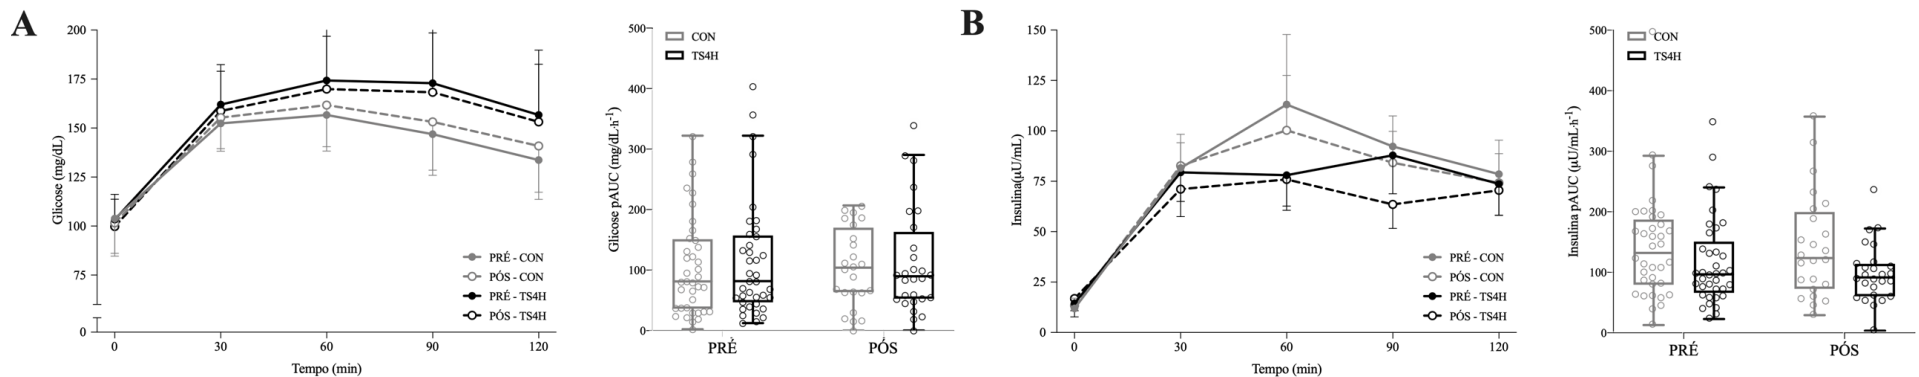 A
Glicose (mg/dL)
200
175
150
125
100
75
0
0 30 60 90 120
Tempo (min)
PRÉ - CON
PÓS - CON
PRÉ - TS4H
PÓS - TS4H
Glicose pAUC (mg/dL·h⁻¹)
500
400
300
200
100
0
CON
TS4H
PRÉ PÓS
B
Insulina(µU/mL)
150
125
100
75
50
25
0
0 30 60 90 120
Tempo (min)
PRÉ - CON
PÓS - CON
PRÉ - TS4H
PÓS - TS4H
Insulina pAUC (µU/mL·h⁻¹)
500
400
300
200
100
0
CON
TS4H
PRÉ PÓS